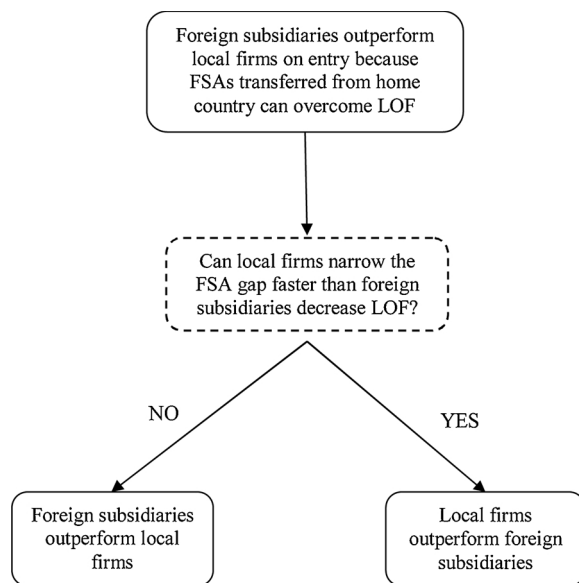 Foreign subsidiaries outperform
local firms on entry because
FSAs transferred from home
country can overcome LOF
Can local firms narrow the
FSA gap faster than foreign
subsidiaries decrease LOF?
NO
YES
Foreign subsidiaries
outperform local
firms
Local firms
outperform foreign
subsidiaries